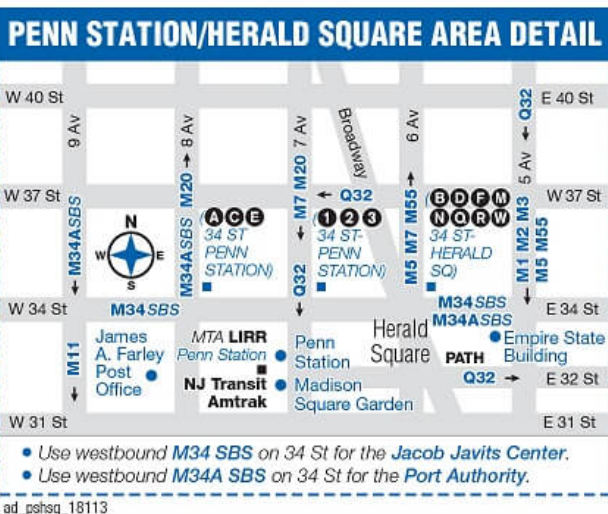 PENN STATION/HERALD SQUARE AREA DETAIL
W 40 St
E 40 St
9 Av
8 Av
7 Av
Broadway
6 Av
5 Av
Q32
W 37 St
W 37 St
M34ASBS
M20
M34ASBS
M7 M20
Q32
Q32
M5 M7 M55
M1 M2 M3
M5 M55
N
W E
S
(A C E
34 ST
PENN
STATION)
(1 2 3
34 ST-
PENN
STATION)
(B D F M
N Q R W
34 ST-
HERALD
SQ)
W 34 St
M34SBS
M34SBS
M34ASBS
E 34 St
M11
James
A. Farley
Post
Office
MTA LIRR
Penn Station
NJ Transit
Amtrak
Penn
Station
Madison
Square Garden
Herald
Square
PATH
Empire State
Building
Q32
E 32 St
W 31 St
E 31 St
• Use westbound M34 SBS on 34 St for the Jacob Javits Center.
• Use westbound M34A SBS on 34 St for the Port Authority.
ad_pshsq_18113